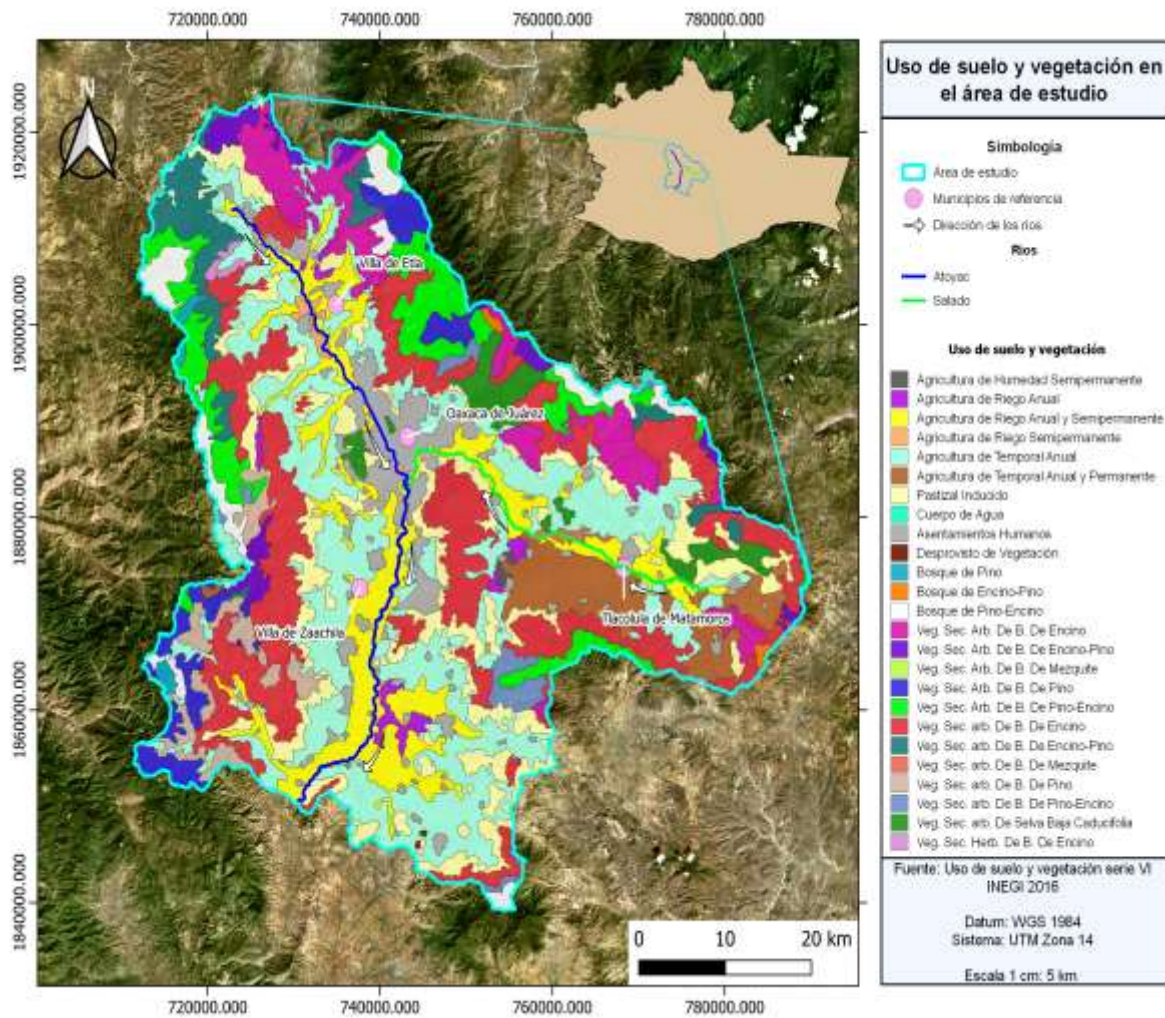 720000.000 740000.000 760000.000 780000.000
1920000.000
1900000.000
1880000.000
1860000.000
1840000.000
N
Villa de Etla
Oaxaca de Juárez
Tlacolula de Matamoros
Villa de Zaachila
0 10 20 km
720000.000 740000.000 760000.000 780000.000
Uso de suelo y vegetación en
el área de estudio
Simbología
Área de estudio
Municipios de referencia
Dirección de los ríos
Ríos
Atoyac
Salado
Uso de suelo y vegetación
Agricultura de Humedad Semipermanente
Agricultura de Riego Anual
Agricultura de Riego Anual y Semipermanente
Agricultura de Riego Semipermanente
Agricultura de Temporal Anual
Agricultura de Temporal Anual y Permanente
Pastizal Inducido
Cuerpo de Agua
Asentamientos Humanos
Desprovisto de Vegetación
Bosque de Pino
Bosque de Encino-Pino
Bosque de Pino-Encino
Veg. Sec. Arb. De B. De Encino
Veg. Sec. Arb. De B. De Encino-Pino
Veg. Sec. Arb. De B. De Mezquite
Veg. Sec. Arb. De B. De Pino
Veg. Sec. Arb. De B. De Pino-Encino
Veg. Sec. arb. De B. De Encino
Veg. Sec. arb. De B. De Encino-Pino
Veg. Sec. arb. De B. De Mezquite
Veg. Sec. arb. De B. De Pino
Veg. Sec. arb. De B. De Pino-Encino
Veg. Sec. arb. De Selva Baja Caducifolia
Veg. Sec. Herb. De B. De Encino
Fuente: Uso de suelo y vegetación serie VI
INEGI 2016
Datum: WGS 1984
Sistema: UTM Zona 14
Escala 1 cm: 5 km